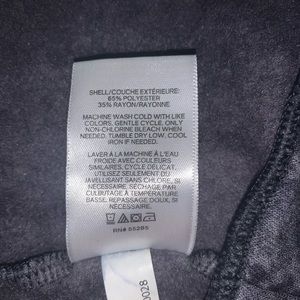 SHELL/COUCHE EXTÉRIEURE:
65% POLYESTER
35% RAYON/RAYONNE
MACHINE WASH COLD WITH LIKE
COLORS, GENTLE CYCLE, ONLY
NON-CHLORINE BLEACH WHEN
NEEDED, TUMBLE DRY LOW. COOL
IRON IF NEEDED.
LAVER À LA MACHINE À L'EAU
FROIDE AVEC COULEURS
SIMILAIRES, CYCLE DÉLICAT,
UTILISEZ SEULEMENT DU
JAVELLISANT SANS CHLORE, SI
NÉCESSAIRE, SÉCHAGE PAR
CULBUTAGE À TEMPÉRATURE
BASSE. REPASSAGE DOUX, SI
NÉCESSAIRE.
RN# 55285
0028